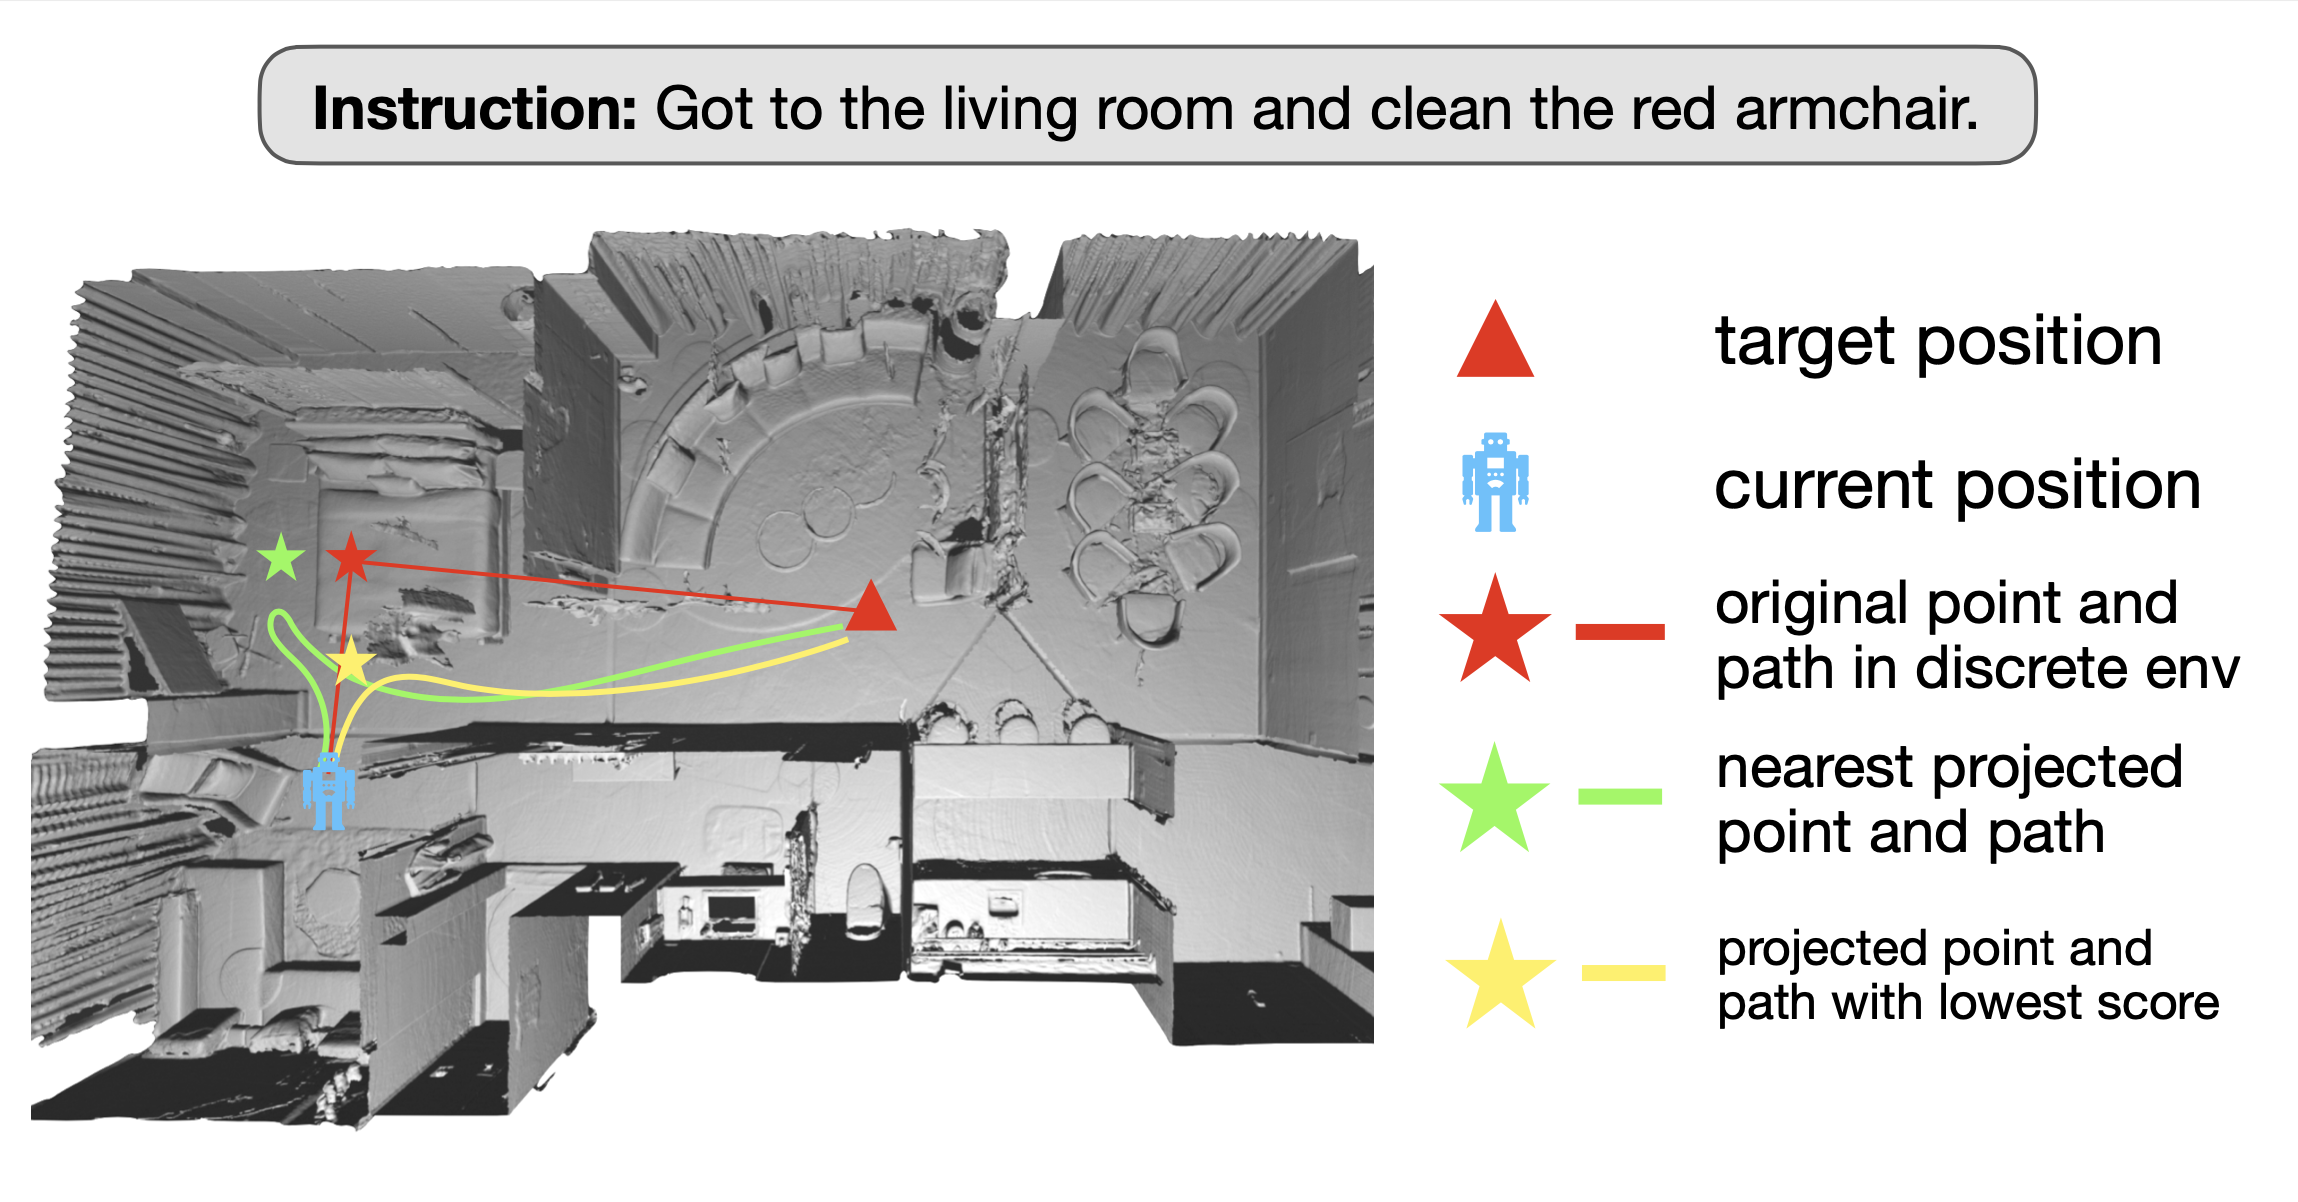 Instruction: Got to the living room and clean the red armchair.
target position
current position
original point and
path in discrete env
nearest projected
point and path
projected point and
path with lowest score